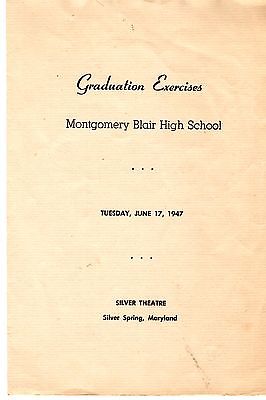 Graduation Exercises
Montgomery Blair High School
. . .
TUESDAY, JUNE 17, 1947
. . .
SILVER THEATRE
Silver Spring, Maryland